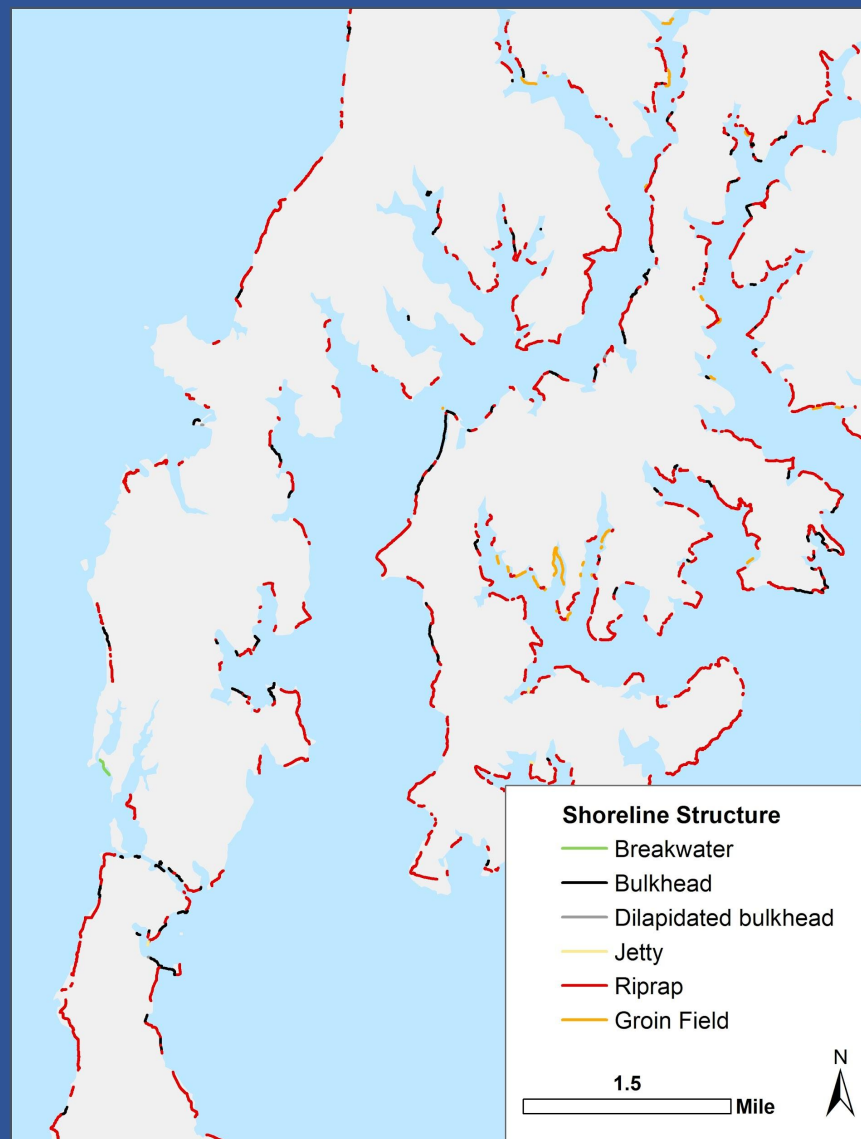 Shoreline Structure
Breakwater
Bulkhead
Dilapidated bulkhead
Jetty
Riprap
Groin Field
N
1.5
Mile